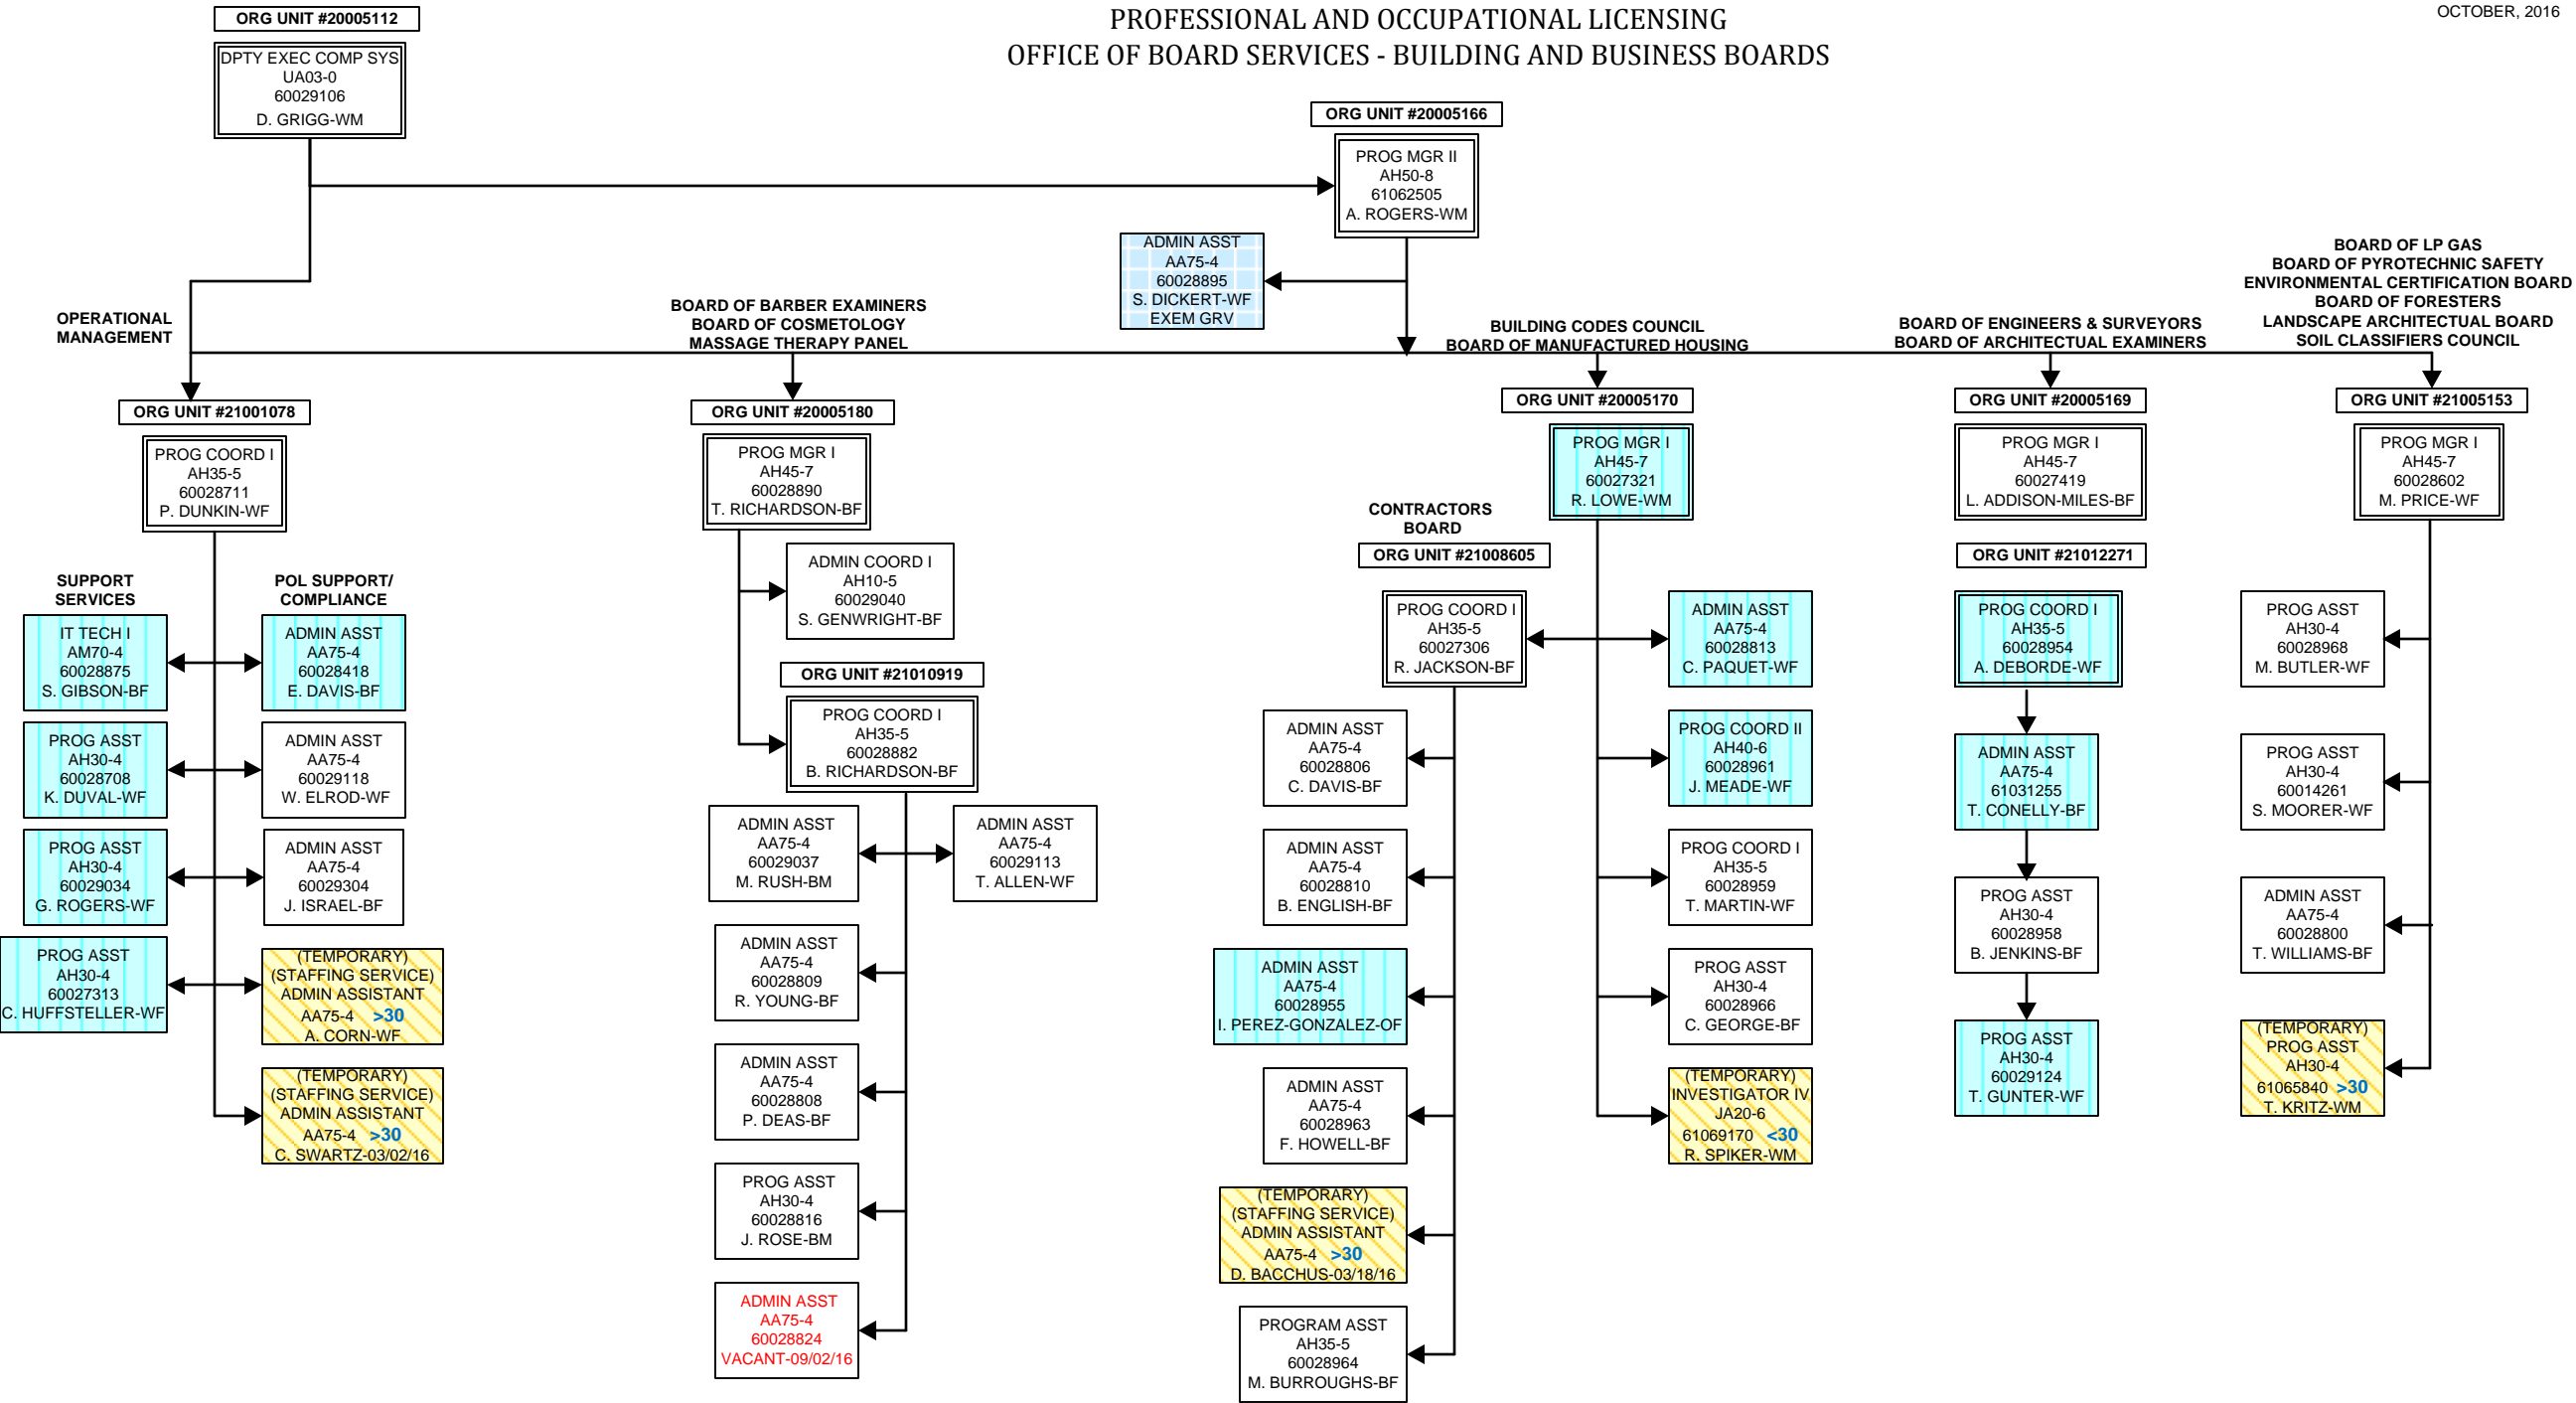 ORG UNIT #20005112
PROFESSIONAL AND OCCUPATIONAL LICENSING
OFFICE OF BOARD SERVICES - BUILDING AND BUSINESS BOARDS
OCTOBER, 2016
DPTY EXEC COMP SYS
UA03-0
60029106
D. GRIGG-WM
ORG UNIT #20005166
PROG MGR II
AH50-8
61062505
A. ROGERS-WM
ADMIN ASST
AA75-4
60028895
S. DICKERT-WF
EXEM GRV
OPERATIONAL
MANAGEMENT
BOARD OF BARBER EXAMINERS
BOARD OF COSMETOLOGY
MASSAGE THERAPY PANEL
BUILDING CODES COUNCIL
BOARD OF MANUFACTURED HOUSING
BOARD OF ENGINEERS & SURVEYORS
BOARD OF ARCHITECTUAL EXAMINERS
BOARD OF LP GAS
BOARD OF PYROTECHNIC SAFETY
ENVIRONMENTAL CERTIFICATION BOARD
BOARD OF FORESTERS
LANDSCAPE ARCHITECTUAL BOARD
SOIL CLASSIFIERS COUNCIL
ORG UNIT #21001078
PROG COORD I
AH35-5
60028711
P. DUNKIN-WF
SUPPORT
SERVICES
POL SUPPORT/
COMPLIANCE
IT TECH I
AM70-4
60028875
S. GIBSON-BF
ADMIN ASST
AA75-4
60028418
E. DAVIS-BF
PROG ASST
AH30-4
60028708
K. DUVAL-WF
ADMIN ASST
AA75-4
60029118
W. ELROD-WF
PROG ASST
AH30-4
60029034
G. ROGERS-WF
ADMIN ASST
AA75-4
60029304
J. ISRAEL-BF
PROG ASST
AH30-4
60027313
C. HUFFSTELLER-WF
(TEMPORARY)
(STAFFING SERVICE)
ADMIN ASSISTANT
AA75-4 >30
A. CORN-WF
(TEMPORARY)
(STAFFING SERVICE)
ADMIN ASSISTANT
AA75-4 >30
C. SWARTZ-03/02/16
ORG UNIT #20005180
PROG MGR I
AH45-7
60028890
T. RICHARDSON-BF
ADMIN COORD I
AH10-5
60029040
S. GENWRIGHT-BF
ORG UNIT #21010919
PROG COORD I
AH35-5
60028882
B. RICHARDSON-BF
ADMIN ASST
AA75-4
60029037
M. RUSH-BM
ADMIN ASST
AA75-4
60029113
T. ALLEN-WF
ADMIN ASST
AA75-4
60028809
R. YOUNG-BF
ADMIN ASST
AA75-4
60028808
P. DEAS-BF
PROG ASST
AH30-4
60028816
J. ROSE-BM
ADMIN ASST
AA75-4
60028824
VACANT-09/02/16
ORG UNIT #20005170
PROG MGR I
AH45-7
60027321
R. LOWE-WM
CONTRACTORS
BOARD
ORG UNIT #21008605
PROG COORD I
AH35-5
60027306
R. JACKSON-BF
ADMIN ASST
AA75-4
60028806
C. DAVIS-BF
ADMIN ASST
AA75-4
60028810
B. ENGLISH-BF
ADMIN ASST
AA75-4
60028955
I. PEREZ-GONZALEZ-OF
ADMIN ASST
AA75-4
60028963
F. HOWELL-BF
(TEMPORARY)
(STAFFING SERVICE)
ADMIN ASSISTANT
AA75-4 >30
D. BACCHUS-03/18/16
PROGRAM ASST
AH35-5
60028964
M. BURROUGHS-BF
ADMIN ASST
AA75-4
60028813
C. PAQUET-WF
PROG COORD II
AH40-6
60028961
J. MEADE-WF
PROG COORD I
AH35-5
60028959
T. MARTIN-WF
PROG ASST
AH30-4
60028966
C. GEORGE-BF
(TEMPORARY)
INVESTIGATOR IV
JA20-6
61069170 <30
R. SPIKER-WM
ORG UNIT #20005169
PROG MGR I
AH45-7
60027419
L. ADDISON-MILES-BF
ORG UNIT #21012271
PROG COORD I
AH35-5
60028954
A. DEBORDE-WF
ADMIN ASST
AA75-4
61031255
T. CONELLY-BF
PROG ASST
AH30-4
60028958
B. JENKINS-BF
PROG ASST
AH30-4
60029124
T. GUNTER-WF
ORG UNIT #21005153
PROG MGR I
AH45-7
60028602
M. PRICE-WF
PROG ASST
AH30-4
60028968
M. BUTLER-WF
PROG ASST
AH30-4
60014261
S. MOORER-WF
ADMIN ASST
AA75-4
60028800
T. WILLIAMS-BF
(TEMPORARY)
PROG ASST
AH30-4
61065840 >30
T. KRITZ-WM